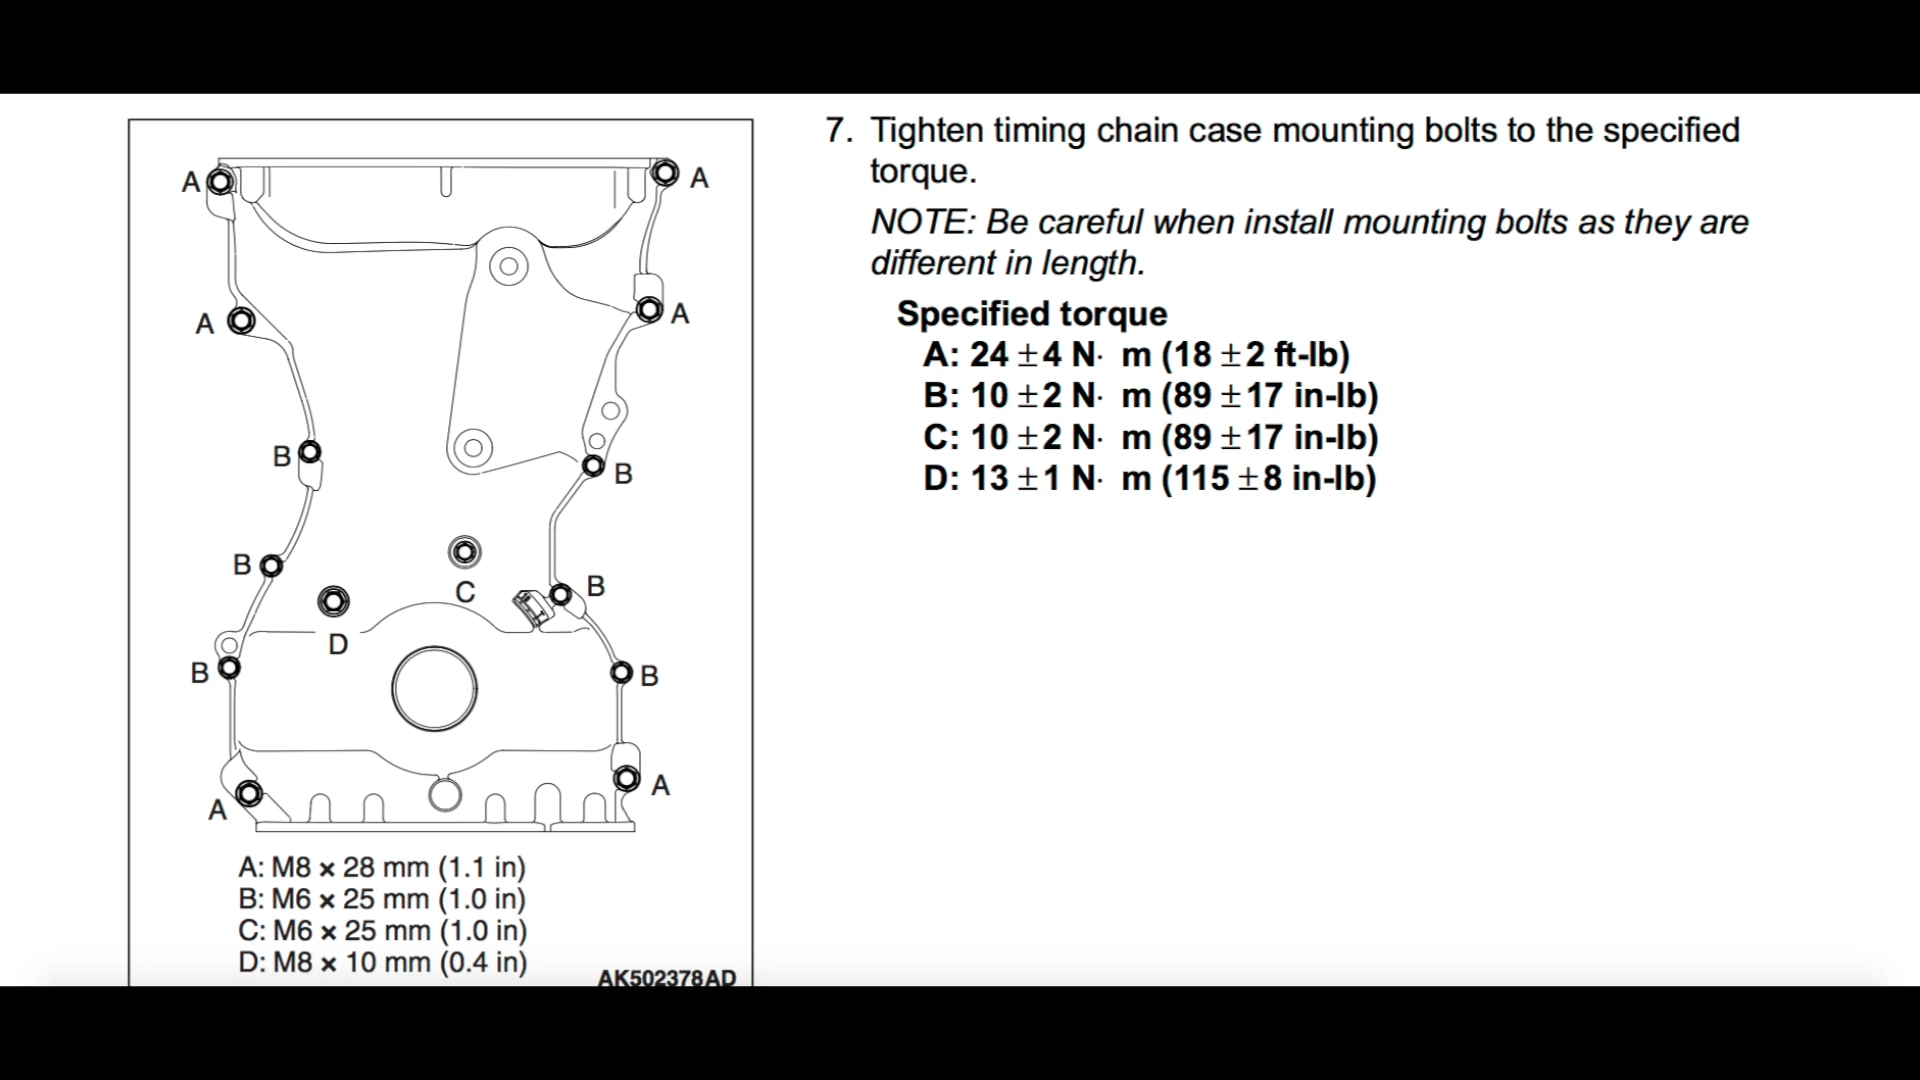 A
A
A
A
B
B
B
C
B
D
B
B
A
A
A: M8 × 28 mm (1.1 in)
B: M6 × 25 mm (1.0 in)
C: M6 × 25 mm (1.0 in)
D: M8 × 10 mm (0.4 in)
AK502378AD
7. Tighten timing chain case mounting bolts to the specified
torque.
NOTE: Be careful when install mounting bolts as they are
different in length.
Specified torque
A: 24 ±4 N· m (18 ±2 ft-lb)
B: 10 ±2 N· m (89 ±17 in-lb)
C: 10 ±2 N· m (89 ±17 in-lb)
D: 13 ±1 N· m (115 ±8 in-lb)